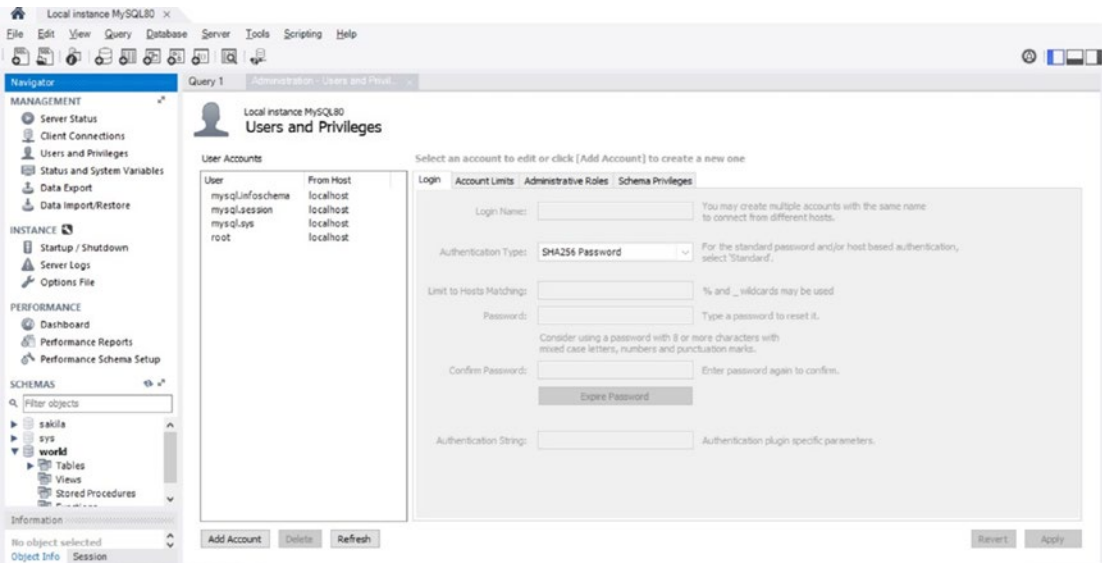 Local instance MySQL80 ×
File Edit View Query Database Server Tools Scripting Help
Navigator
MANAGEMENT
Server Status
Client Connections
Users and Privileges
Status and System Variables
Data Export
Data Import/Restore
INSTANCE
Startup / Shutdown
Server Logs
Options File
PERFORMANCE
Dashboard
Performance Reports
Performance Schema Setup
SCHEMAS
Filter objects
sakila
sys
world
Tables
Views
Stored Procedures
Functions
Information
No object selected
Object Info Session
Query 1 Administration - Users and Privil... ×
Local instance MySQL80
Users and Privileges
User Accounts
User From Host
mysql.infoschema localhost
mysql.session localhost
mysql.sys localhost
root localhost
Add Account Delete Refresh
Select an account to edit or click [Add Account] to create a new one
Login Account Limits Administrative Roles Schema Privileges
Login Name: You may create multiple accounts with the same name
to connect from different hosts.
Authentication Type: SHA256 Password For the standard password and/or host based authentication,
select 'Standard'.
Limit to Hosts Matching: % and _ wildcards may be used
Password: Type a password to reset it.
Consider using a password with 8 or more characters with
mixed case letters, numbers and punctuation marks.
Confirm Password: Enter password again to confirm.
Expire Password
Authentication String: Authentication plugin specific parameters.
Revert Apply